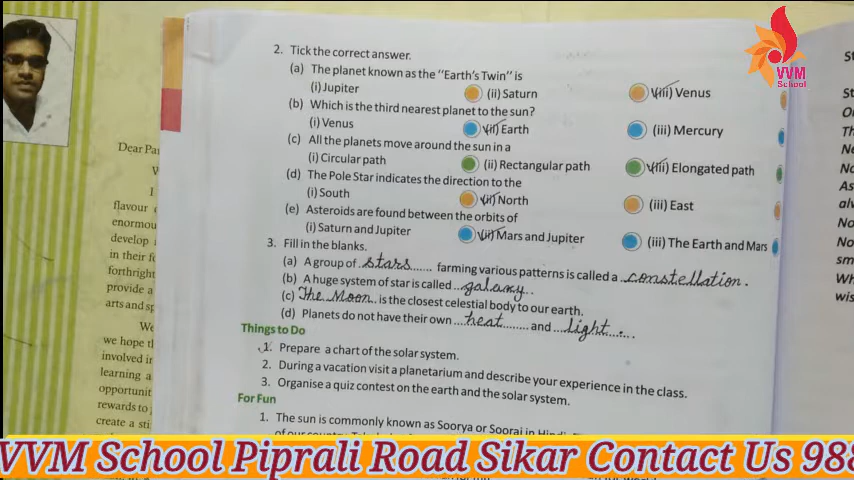 VVM
School
2. Tick the correct answer.
(a) The planet known as the "Earth's Twin" is
(i) Jupiter (ii) Saturn (iii) Venus
(b) Which is the third nearest planet to the sun?
(i) Venus (ii) Earth (iii) Mercury
(c) All the planets move around the sun in a
(i) Circular path (ii) Rectangular path (iii) Elongated path
(d) The Pole Star indicates the direction to the
(i) South (ii) North (iii) East
(e) Asteroids are found between the orbits of
(i) Saturn and Jupiter (ii) Mars and Jupiter (iii) The Earth and Mars
3. Fill in the blanks.
(a) A group of stars farming various patterns is called a constellation.
(b) A huge system of star is called galaxy
(c) The Moon is the closest celestial body to our earth.
(d) Planets do not have their own heat and light.
Things to Do
1. Prepare a chart of the solar system.
2. During a vacation visit a planetarium and describe your experience in the class.
3. Organise a quiz contest on the earth and the solar system.
For Fun
1. The sun is commonly known as Soorya or Sooraj in
Dear
flavour
enormou
develop
in their
forthright
provide a
arts and
We
we hope
involved
learning a
opportunit
rewards to
create a
VVM School Piprali Road Sikar Contact Us 988